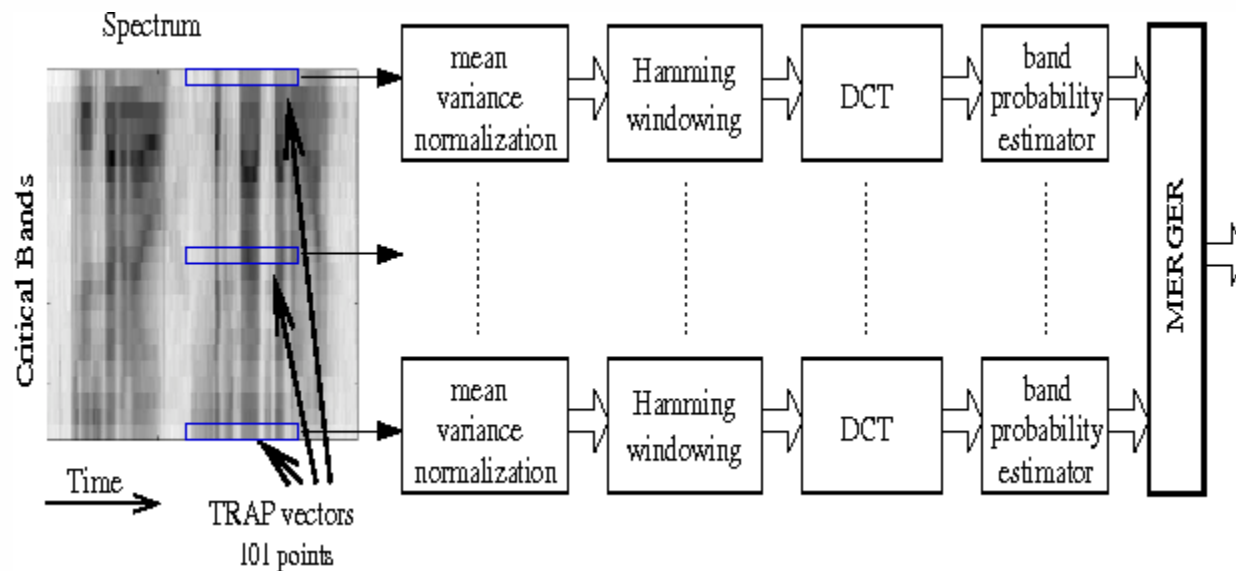 Spectrum
Critical Bands
Time
TRAP vectors
101 points
mean
variance
normalization
Hamming
windowing
DCT
band
probability
estimator
mean
variance
normalization
Hamming
windowing
DCT
band
probability
estimator
MERGER